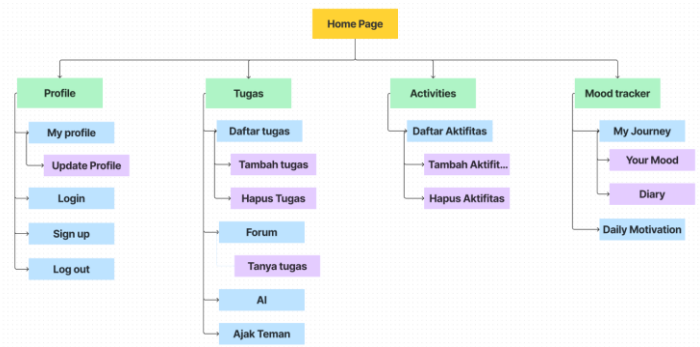 Home Page
Profile
My profile
Update Profile
Login
Sign up
Log out
Tugas
Daftar tugas
Tambah tugas
Hapus Tugas
Forum
Tanya tugas
AI
Ajak Teman
Activities
Daftar Aktifitas
Tambah Aktifit...
Hapus Aktifitas
Mood tracker
My Journey
Your Mood
Diary
Daily Motivation